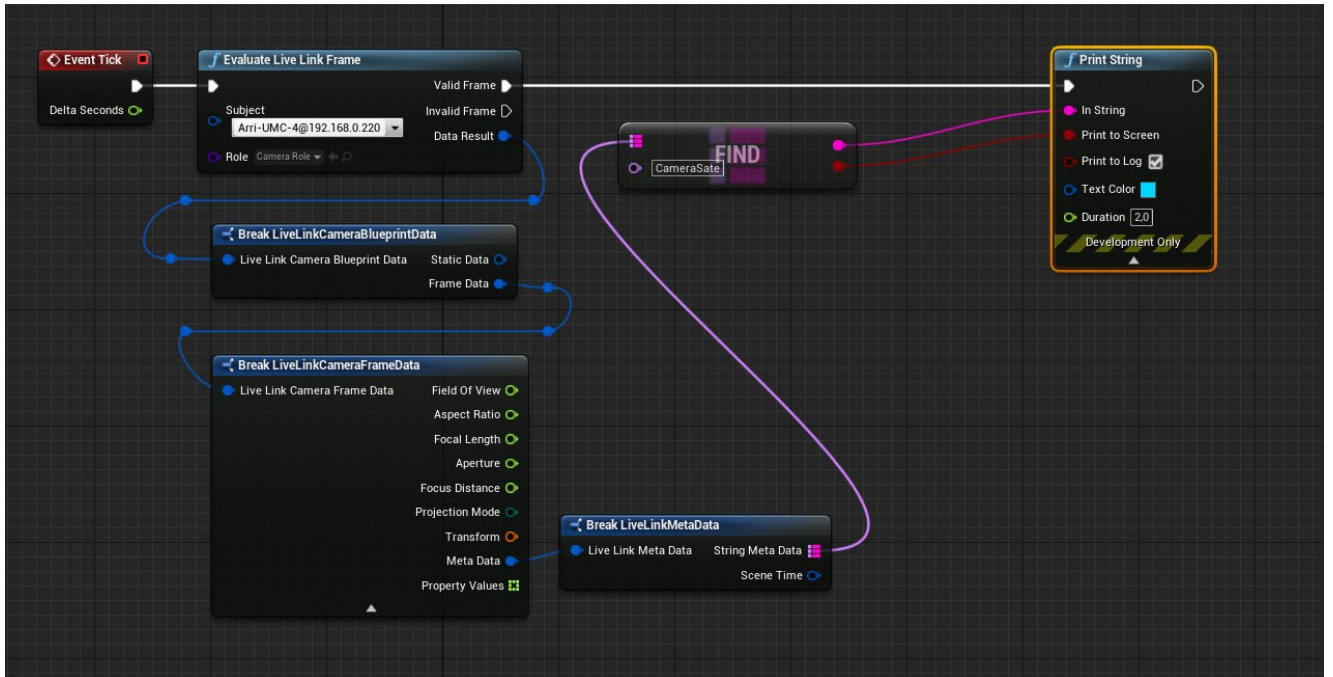 Event Tick
Delta Seconds
Evaluate Live Link Frame
Valid Frame
Subject
Arri-UMC-4@192.168.0.220
Invalid Frame
Data Result
Role Camera Role
FIND
CameraSate
Print String
In String
Print to Screen
Print to Log
Text Color
Duration 2,0
Development Only
Break LiveLinkCameraBlueprintData
Live Link Camera Blueprint Data Static Data
Frame Data
Break LiveLinkCameraFrameData
Live Link Camera Frame Data Field Of View
Aspect Ratio
Focal Length
Aperture
Focus Distance
Projection Mode
Transform
Meta Data
Property Values
Break LiveLinkMetaData
Live Link Meta Data String Meta Data
Scene Time